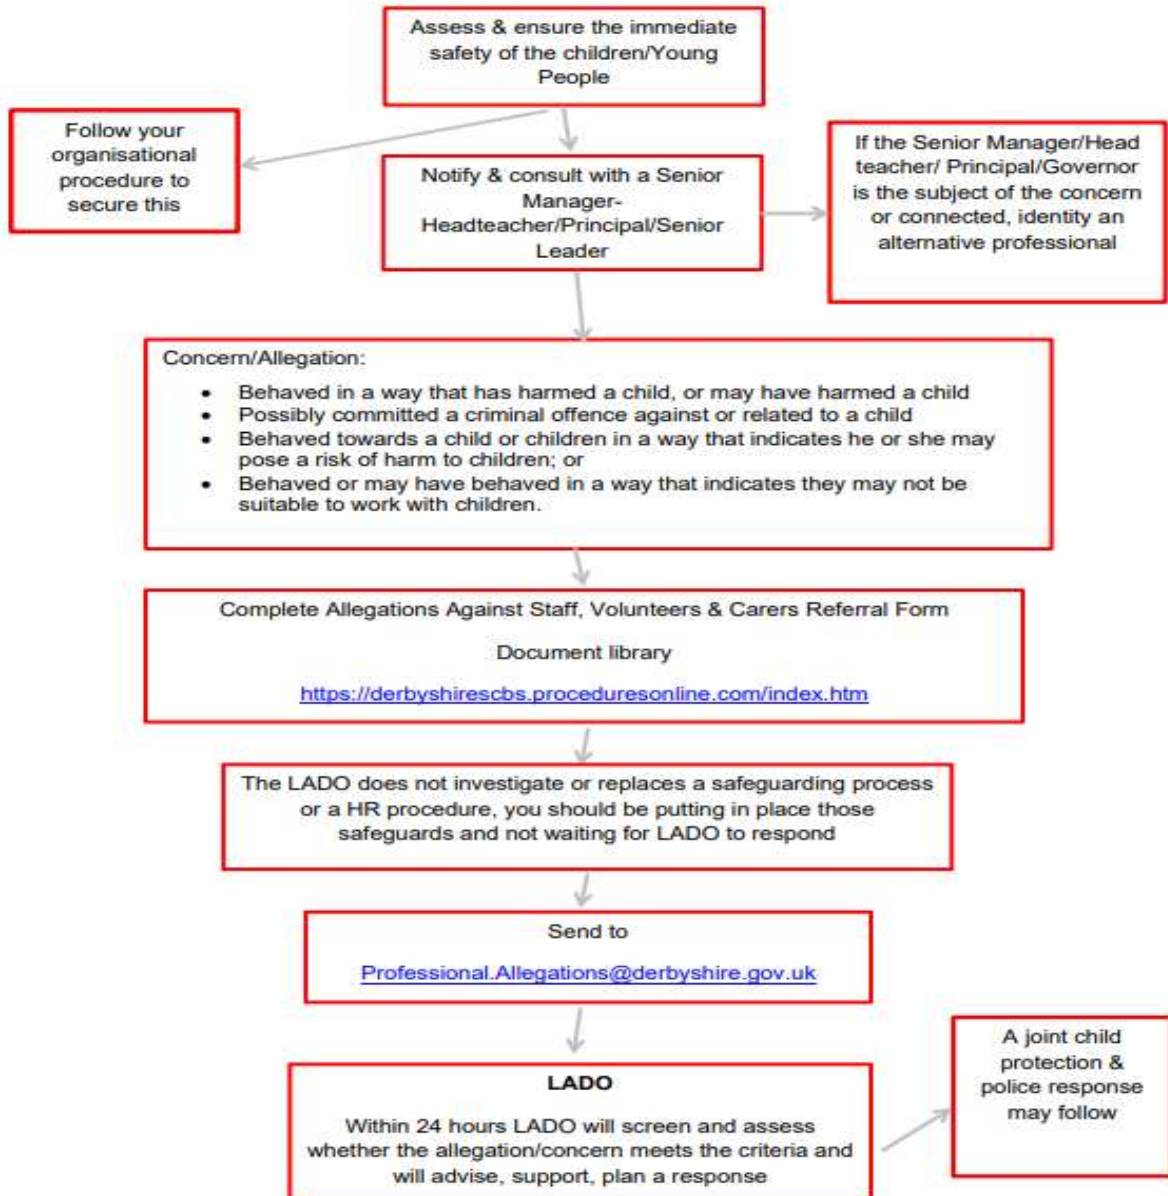 Assess & ensure the immediate
safety of the children/Young
People
Follow your
organisational
procedure to
secure this
Notify & consult with a Senior
Manager-
Headteacher/Principal/Senior
Leader
If the Senior Manager/Head
teacher/ Principal/Governor
is the subject of the concern
or connected, identity an
alternative professional
Concern/Allegation:
• Behaved in a way that has harmed a child, or may have harmed a child
• Possibly committed a criminal offence against or related to a child
• Behaved towards a child or children in a way that indicates he or she may
pose a risk of harm to children; or
• Behaved or may have behaved in a way that indicates they may not be
suitable to work with children.
Complete Allegations Against Staff, Volunteers & Carers Referral Form
Document library
https://derbyshirescbs.proceduresonline.com/index.htm
The LADO does not investigate or replaces a safeguarding process
or a HR procedure, you should be putting in place those
safeguards and not waiting for LADO to respond
Send to
Professional.Allegations@derbyshire.gov.uk
LADO
Within 24 hours LADO will screen and assess
whether the allegation/concern meets the criteria and
will advise, support, plan a response
A joint child
protection &
police response
may follow